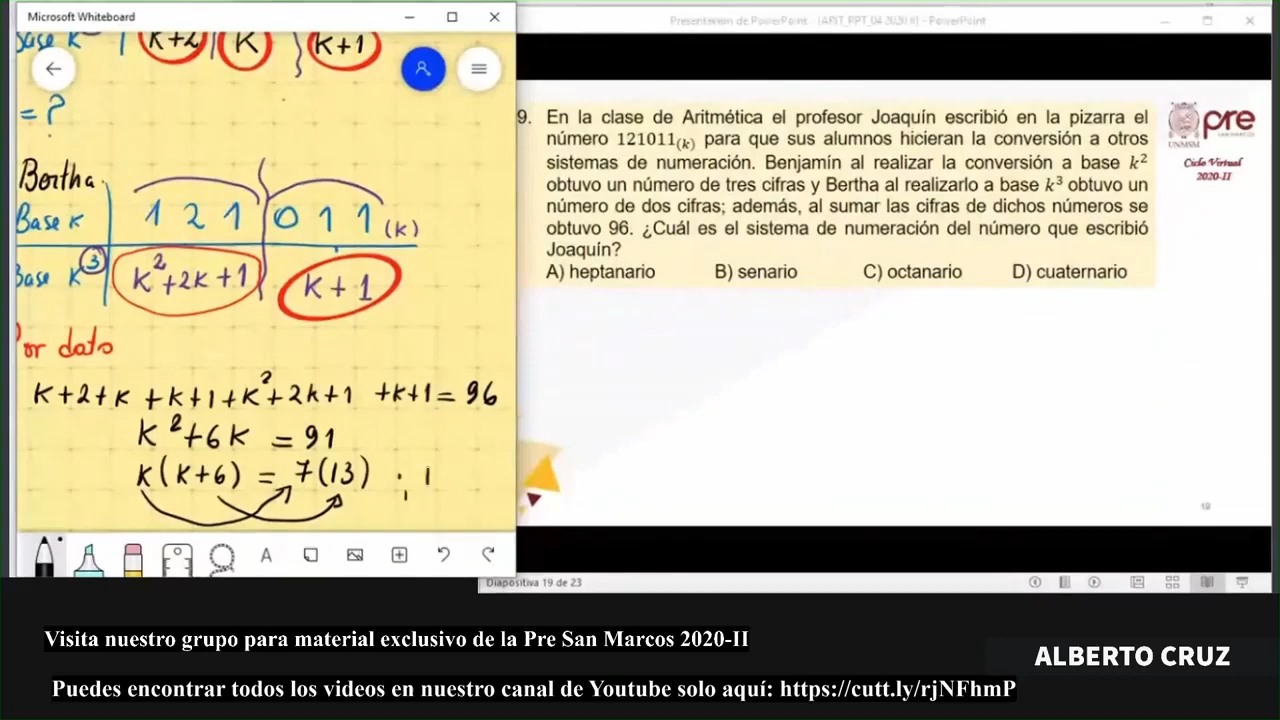 Microsoft Whiteboard
Base K | K+2 | K | K+1
= ?
Bertha.
Base K | 1 2 1 | 0 1 1 (K)
Base K 3 | K²+2K+1 | K+1
Por dato
K+2+K+K+1+K²+2K+1+K+1=96
K²+6K = 91
K(K+6) = 7(13) ∴ 1
A
Presentación de PowerPoint - (ARIT_PPT_04 2020 II) - PowerPoint
9. En la clase de Aritmética el profesor Joaquín escribió en la pizarra el
número 121011(k) para que sus alumnos hicieran la conversión a otros
sistemas de numeración. Benjamín al realizar la conversión a base k²
obtuvo un número de tres cifras y Bertha al realizarlo a base k³ obtuvo un
número de dos cifras; además, al sumar las cifras de dichos números se
obtuvo 96. ¿Cuál es el sistema de numeración del número que escribió
Joaquín?
A) heptanario B) senario C) octanario D) cuaternario
pre
SAN MARCOS
UNMSM
Ciclo Virtual
2020-II
19
Diapositiva 19 de 23
Visita nuestro grupo para material exclusivo de la Pre San Marcos 2020-II
ALBERTO CRUZ
Puedes encontrar todos los videos en nuestro canal de Youtube solo aquí: https://cutt.ly/rjNFhmP